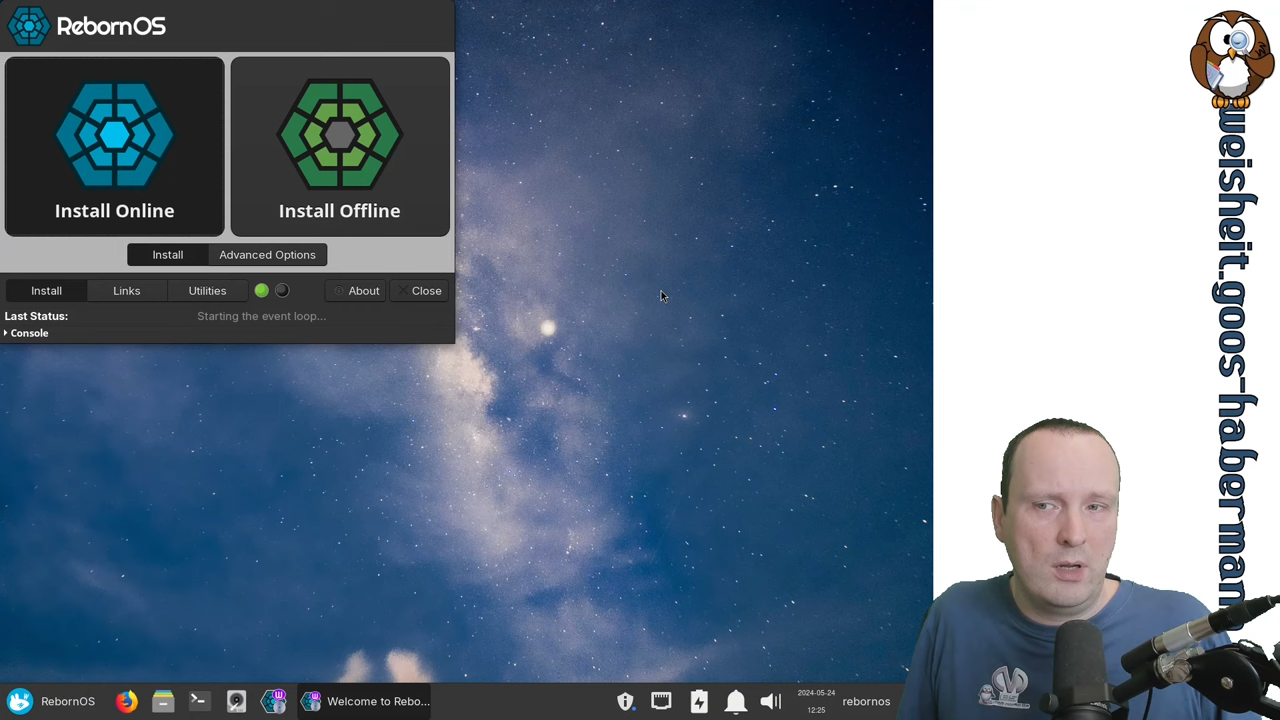 RebornOS
Install Online
Install Offline
Install
Advanced Options
Install
Links
Utilities
About
Close
Last Status:
Starting the event loop...
Console
weisheit.goos-haberman
RebornOS
Welcome to Rebo...
2024-05-24
12:25
rebornos